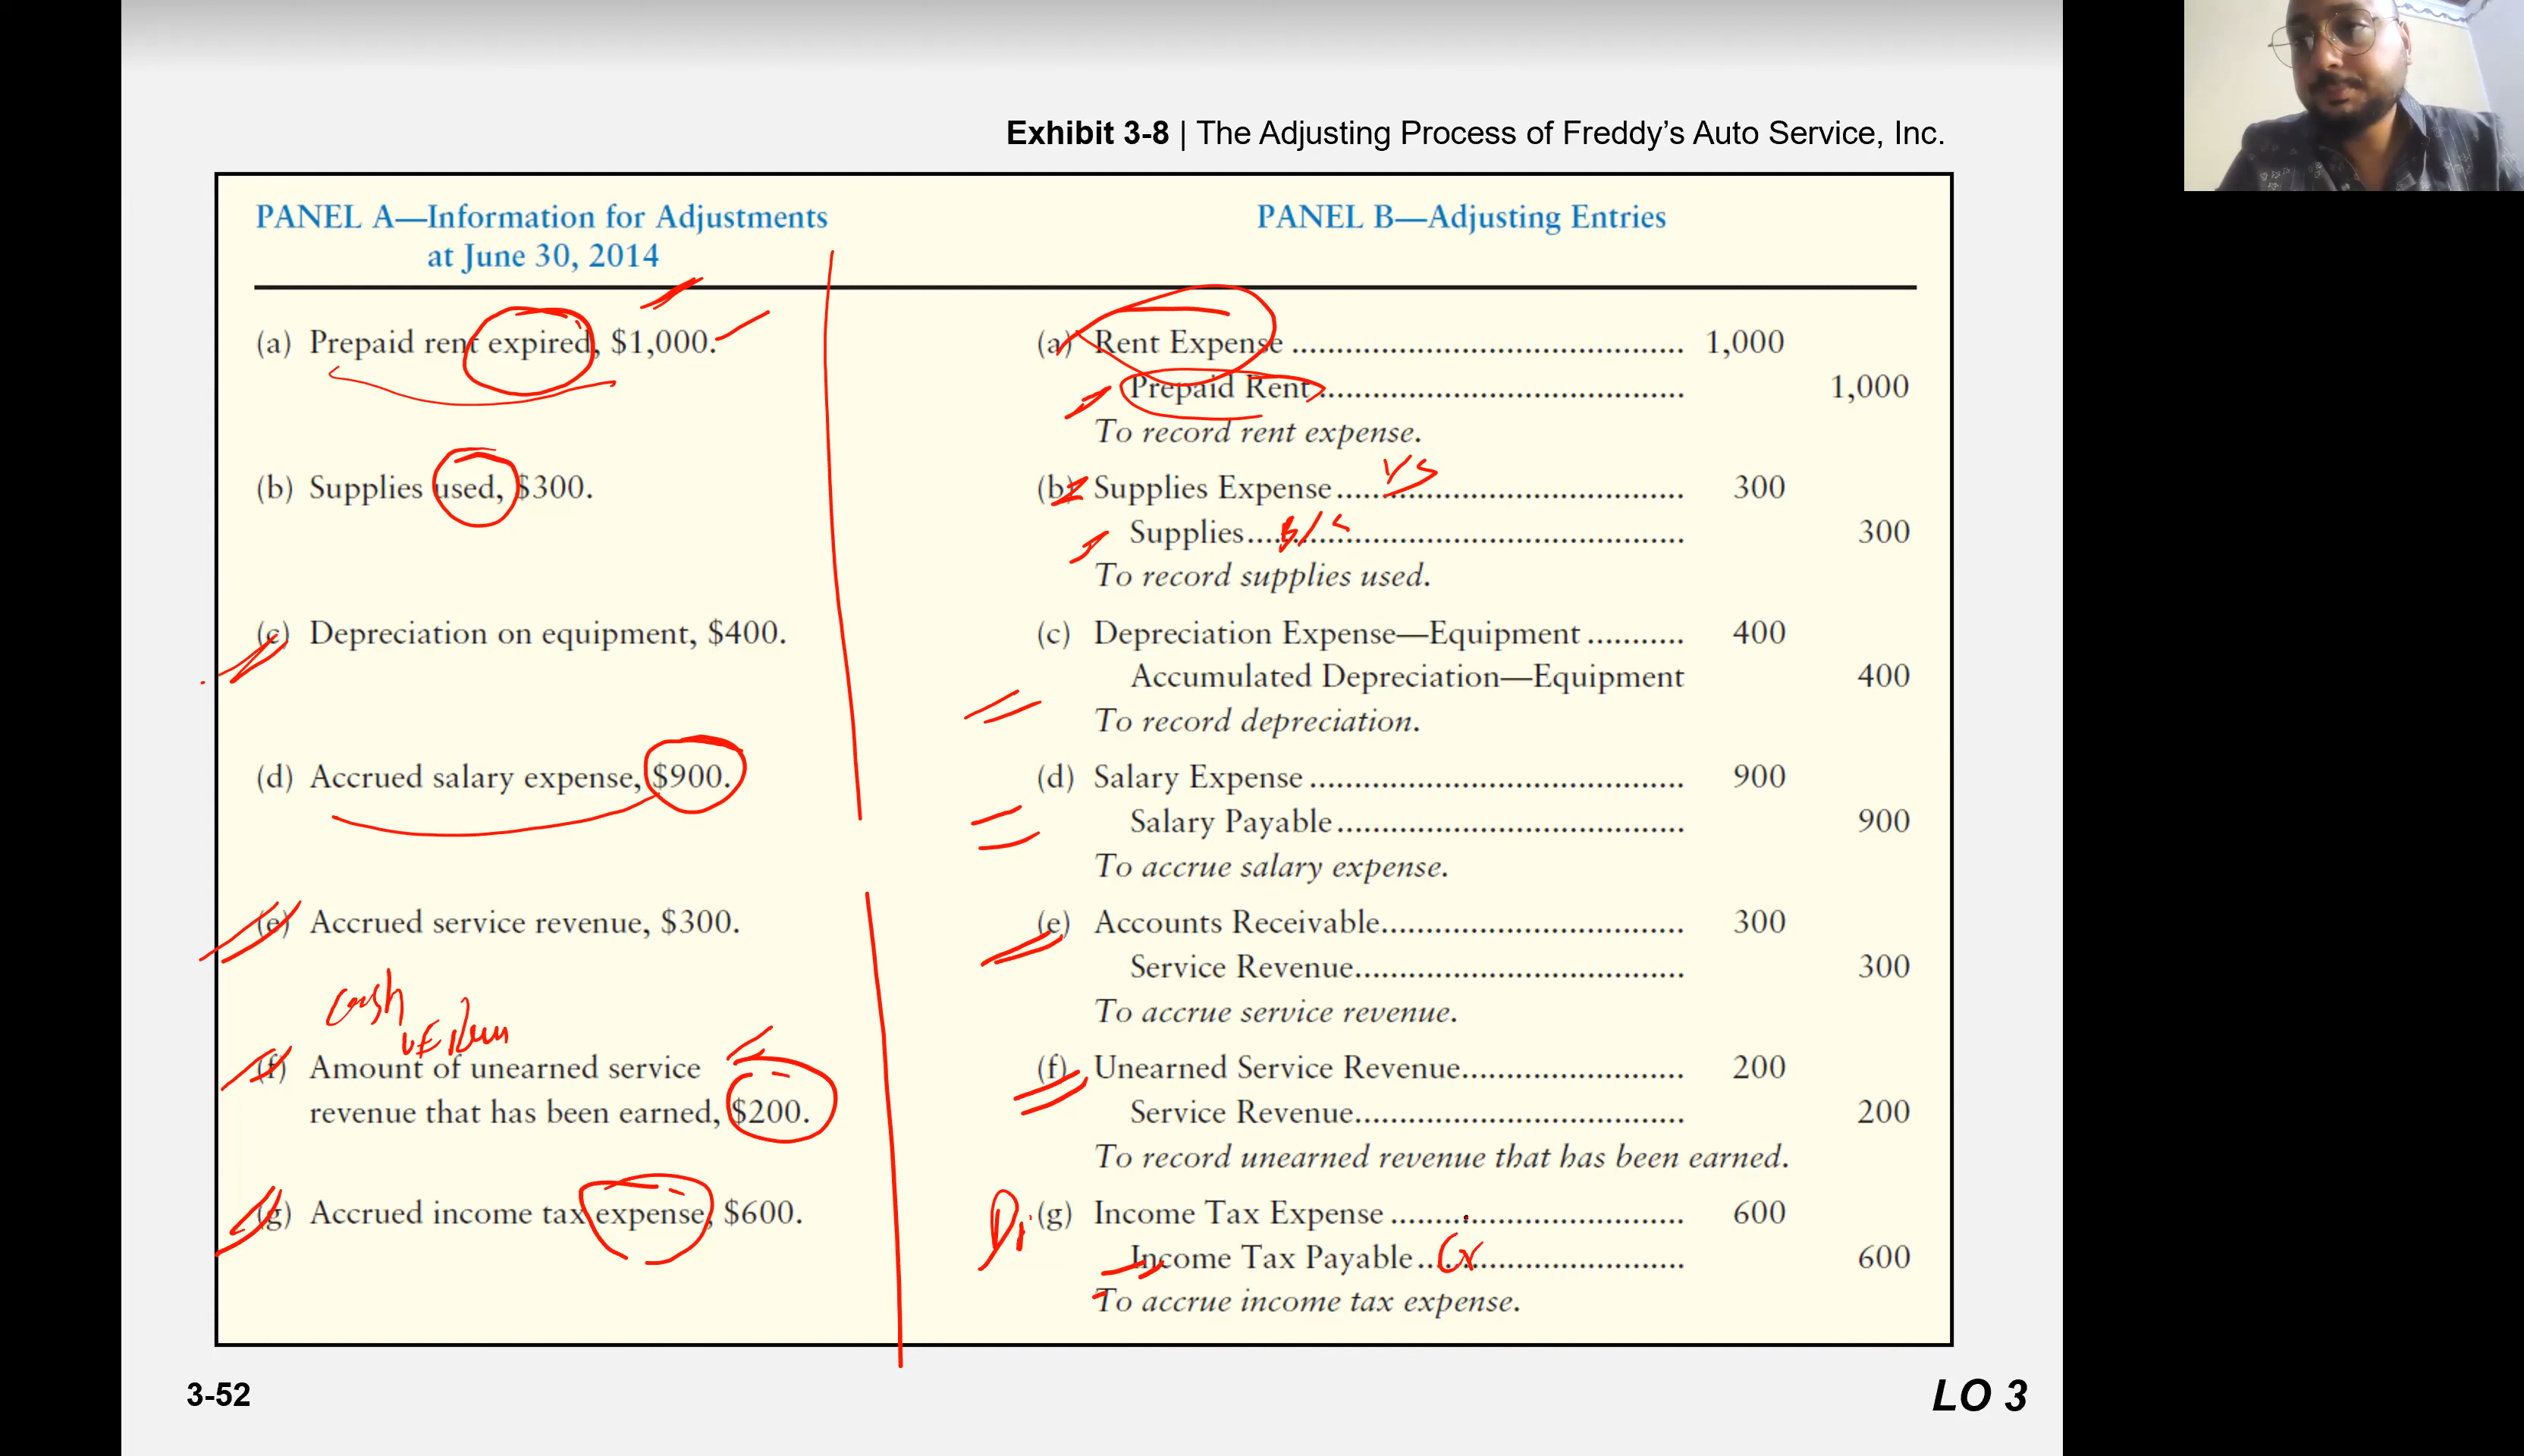 Exhibit 3-8 | The Adjusting Process of Freddy’s Auto Service, Inc.
PANEL A—Information for Adjustments
at June 30, 2014
(a) Prepaid rent expired, $1,000.
(b) Supplies used, $300.
(c) Depreciation on equipment, $400.
(d) Accrued salary expense, $900.
(e) Accrued service revenue, $300.
Cash
(f) Amount of unearned service
revenue that has been earned, $200.
(g) Accrued income tax expense, $600.
PANEL B—Adjusting Entries
(a) Rent Expense ........................................... 1,000
Prepaid Rent ........................................ 1,000
To record rent expense.
(b) Supplies Expense ...................................... 300
Supplies ............................................... 300
B/S
To record supplies used.
(c) Depreciation Expense—Equipment ........... 400
Accumulated Depreciation—Equipment 400
To record depreciation.
(d) Salary Expense ......................................... 900
Salary Payable ...................................... 900
To accrue salary expense.
(e) Accounts Receivable .................................. 300
Service Revenue .................................... 300
To accrue service revenue.
(f) Unearned Service Revenue ......................... 200
Service Revenue .................................... 200
To record unearned revenue that has been earned.
(g) Income Tax Expense ................................. 600
Income Tax Payable .............................. 600
To accrue income tax expense.
3-52
LO 3